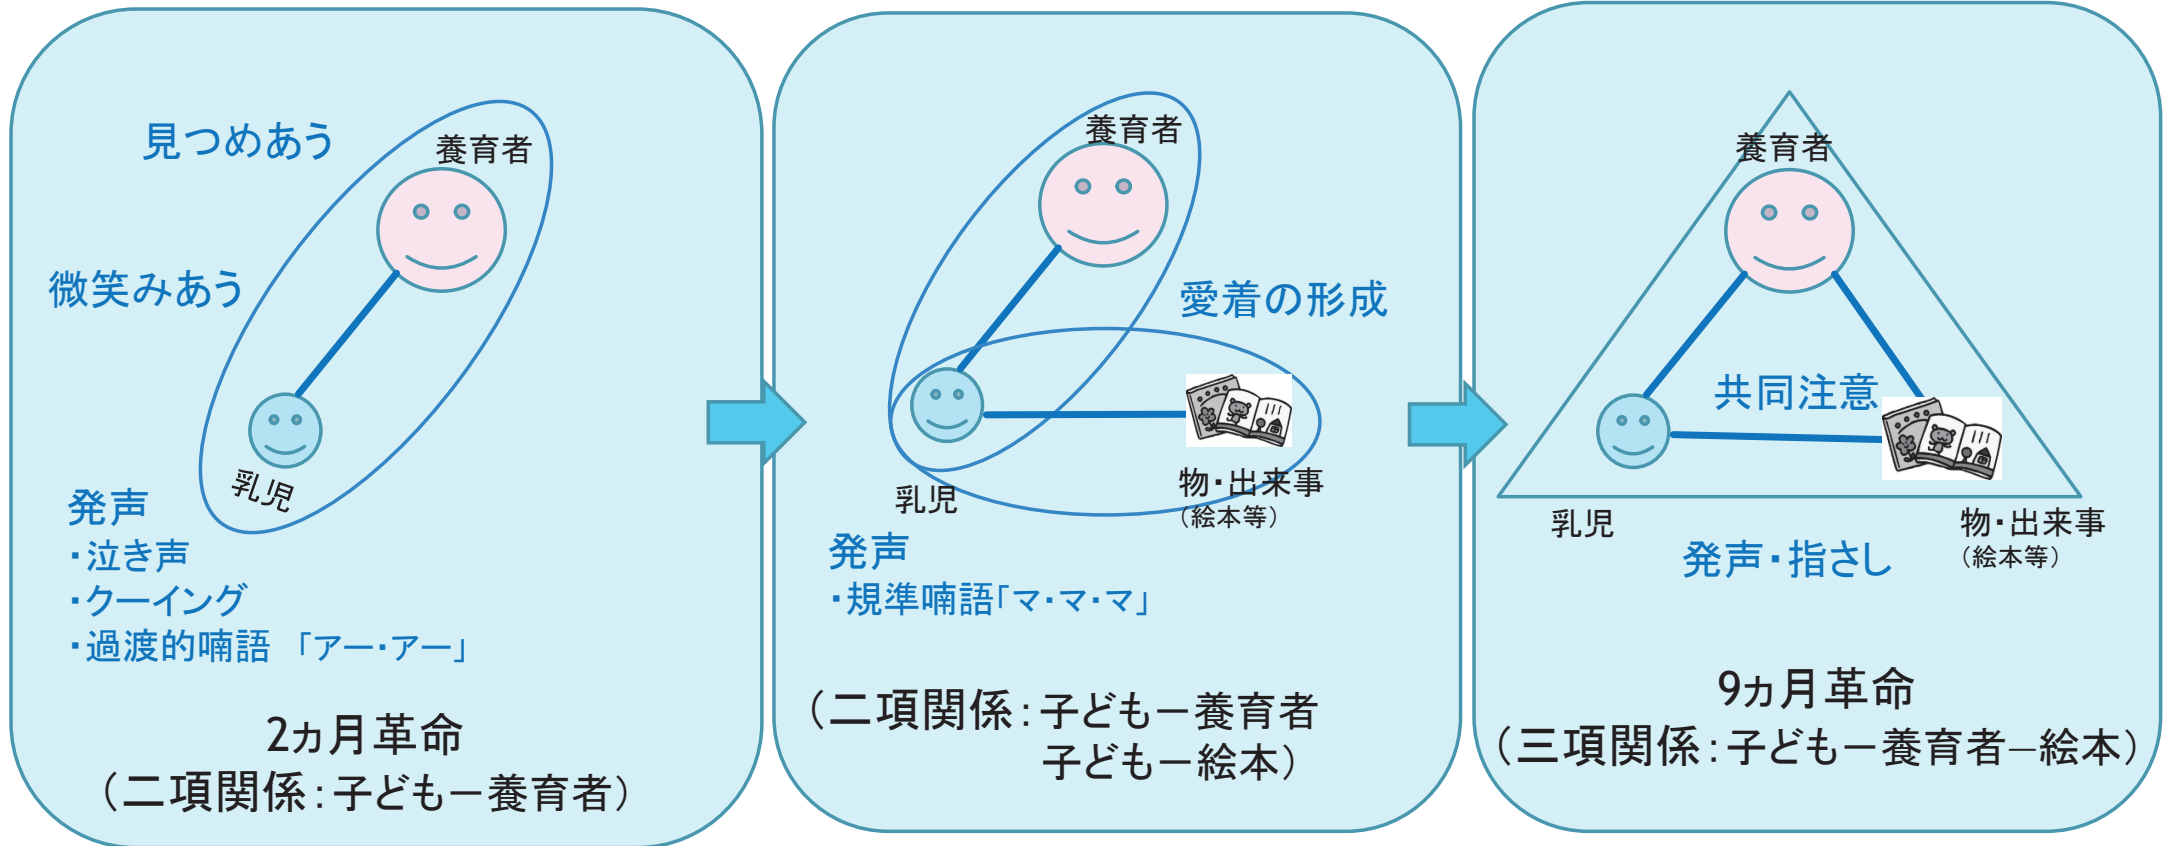 見つめあう
養育者
微笑みあう
乳児
発声
・泣き声
・クーイング
・過渡的喃語 「アー・アー」
2ヵ月革命
（二項関係：子どもー養育者）
養育者
愛着の形成
乳児
物・出来事
（絵本等）
発声
・規準喃語「マ・マ・マ」
（二項関係：子どもー養育者
子どもー絵本）
養育者
共同注意
乳児
物・出来事
（絵本等）
発声・指さし
9ヵ月革命
（三項関係：子どもー養育者—絵本）